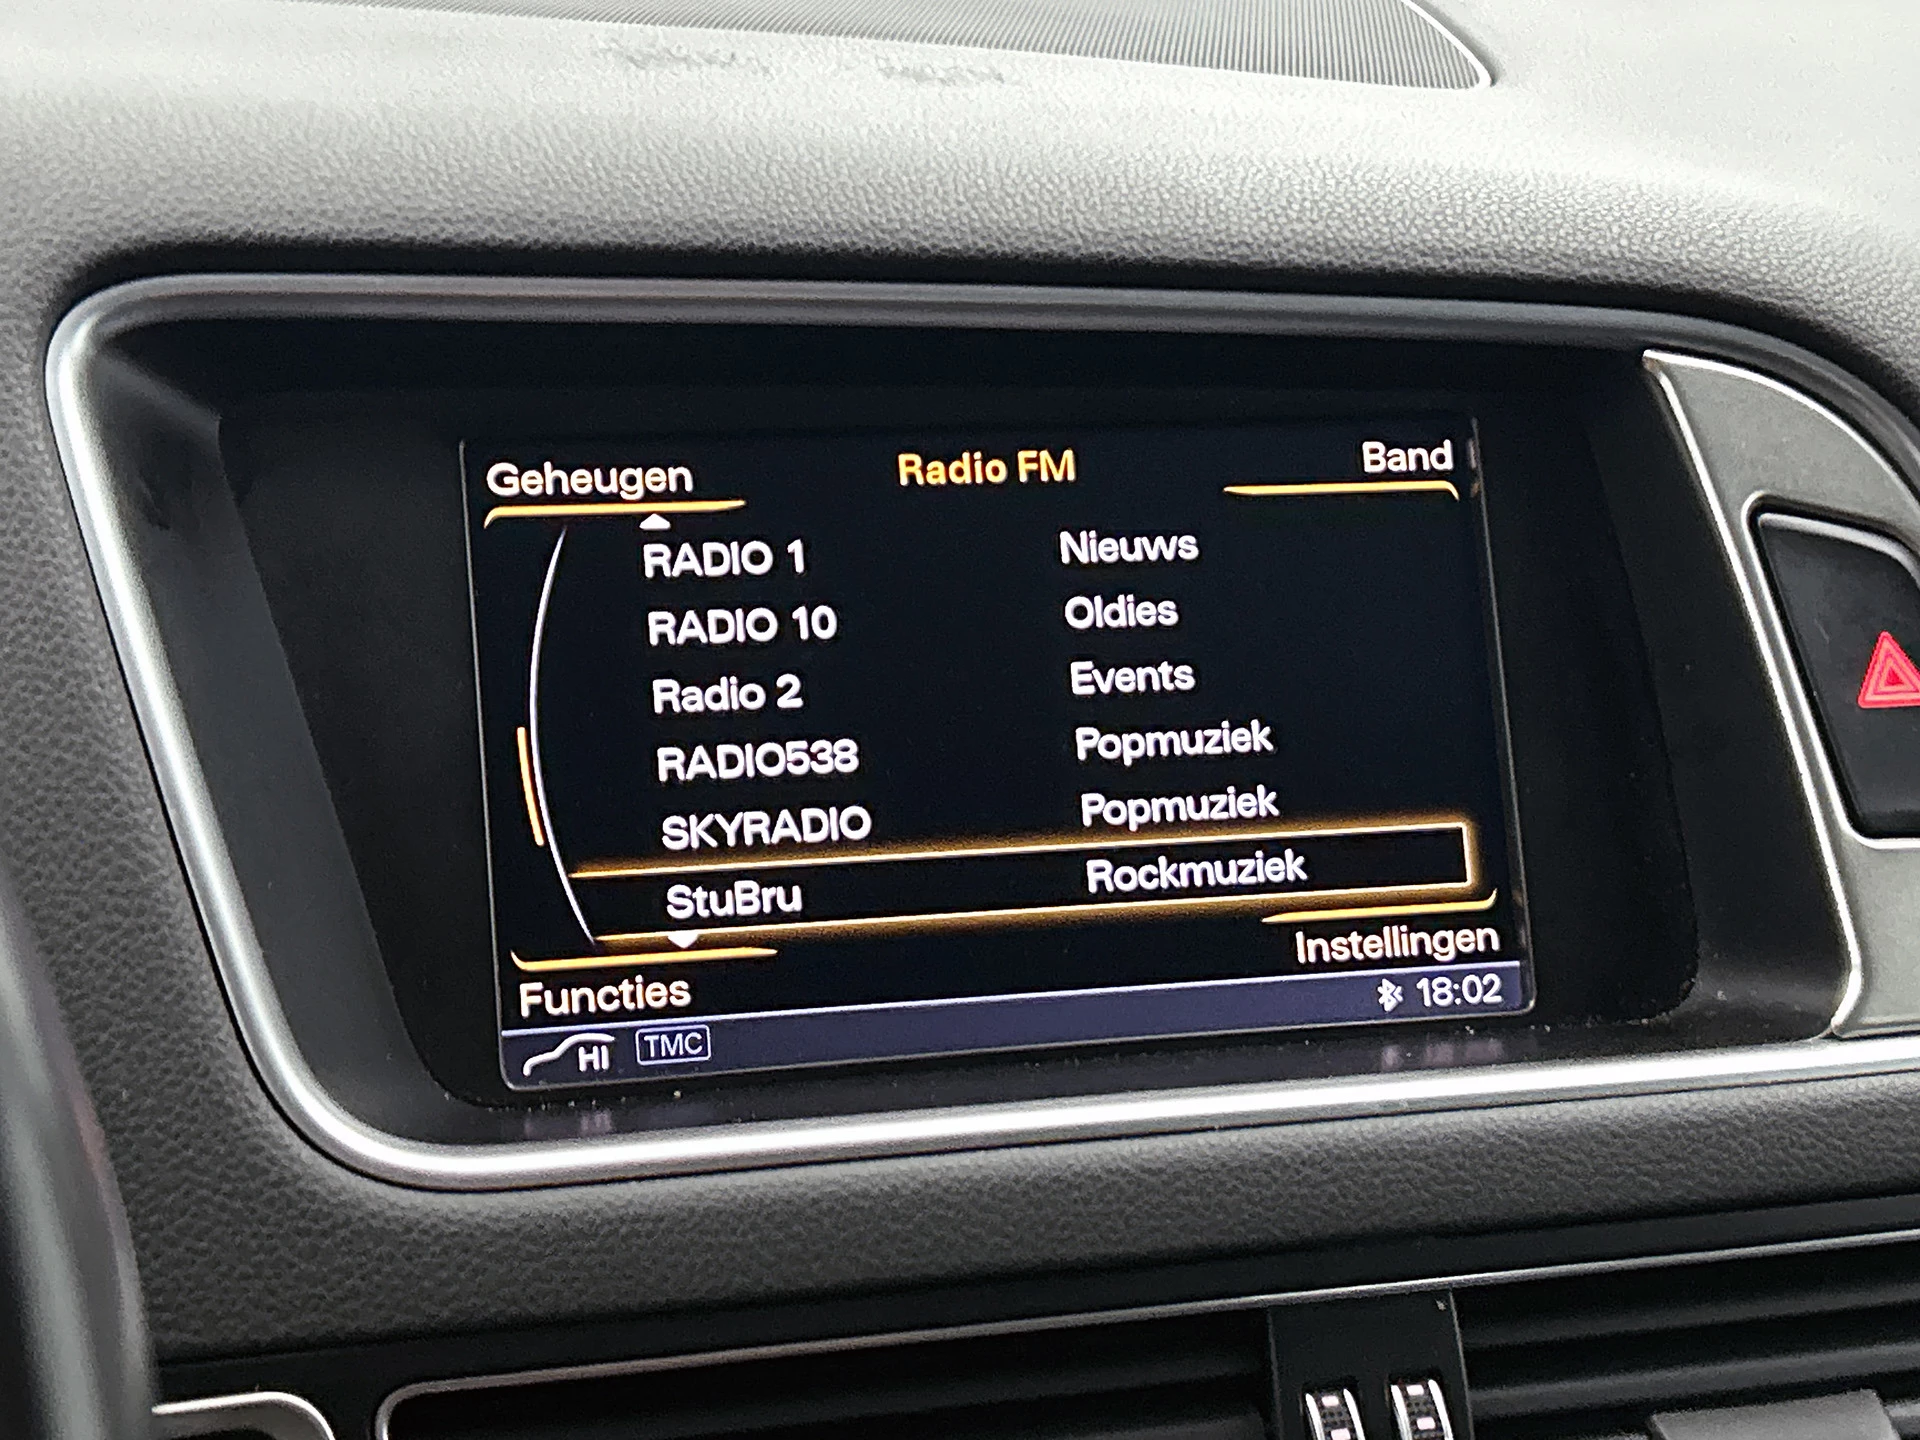 Geheugen Radio FM Band
RADIO 1 Nieuws
RADIO 10 Oldies
Radio 2 Events
RADIO538 Popmuziek
SKYRADIO Popmuziek
StuBru Rockmuziek
Functies Instellingen
HI TMC 18:02